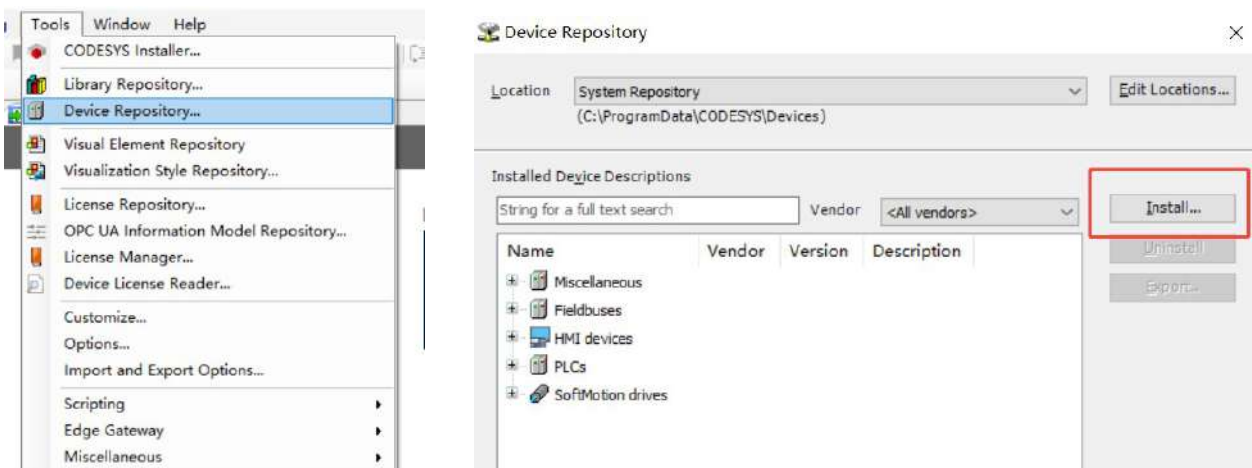 Tools Window Help
CODESYS Installer...
Library Repository...
Device Repository...
Visual Element Repository
Visualization Style Repository...
License Repository...
OPC UA Information Model Repository...
License Manager...
Device License Reader...
Customize...
Options...
Import and Export Options...
Scripting
Edge Gateway
Miscellaneous
Device Repository
Location System Repository Edit Locations...
(C:\ProgramData\CODESYS\Devices)
Installed Device Descriptions
String for a full text search Vendor <All vendors> Install...
Name Vendor Version Description Uninstall
Miscellaneous Export...
Fieldbuses
HMI devices
PLCs
SoftMotion drives